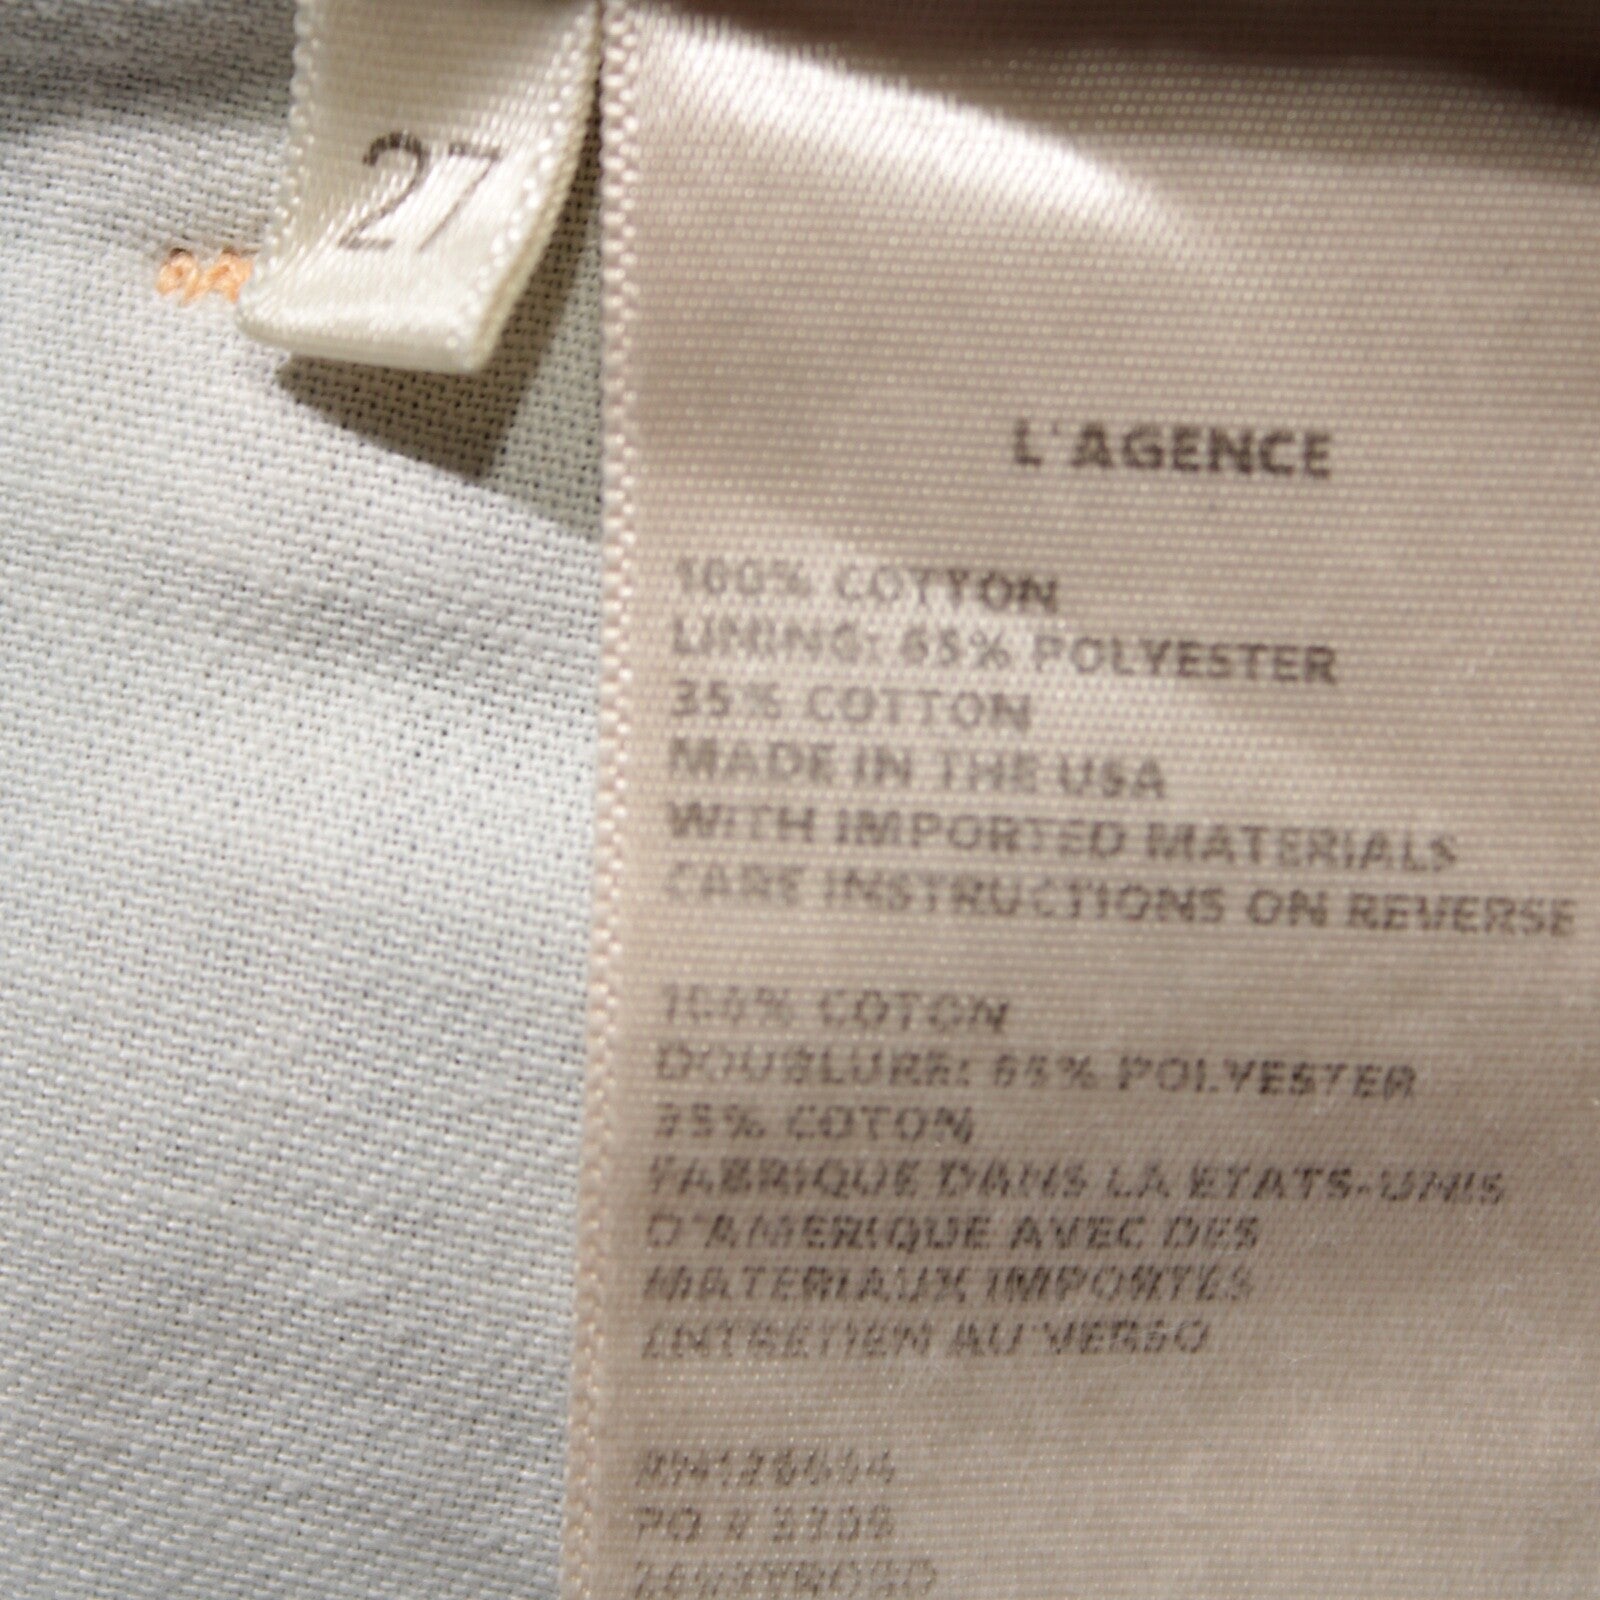 27
L'AGENCE
100% COTTON
LINING: 65% POLYESTER
35% COTTON
MADE IN THE USA
WITH IMPORTED MATERIALS
CARE INSTRUCTIONS ON REVERSE
100% COTON
DOUBLURE: 65% POLYESTER
35% COTON
FABRIQUE DANS LA ETATS-UNIS
D'AMERIQUE AVEC DES
MATERIAUX IMPORTES
ENTRETIEN AU VERSO
PO #